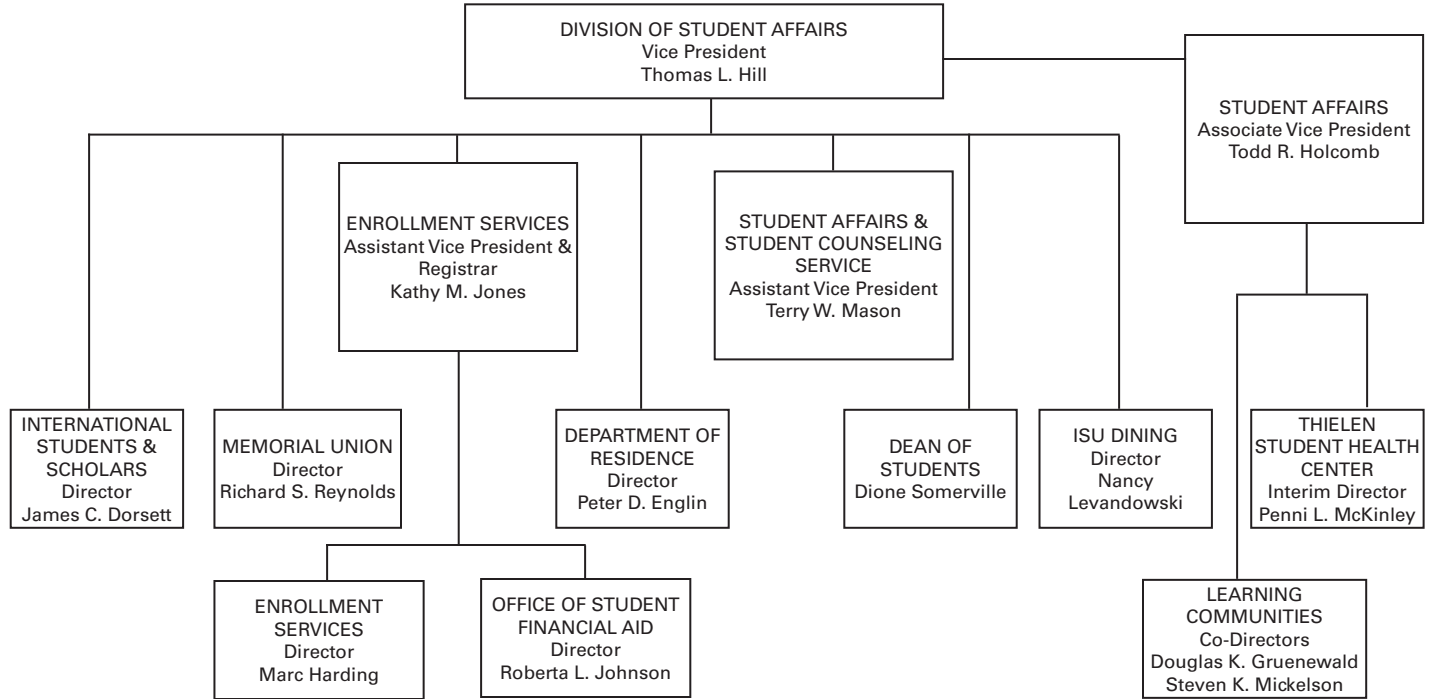 DIVISION OF STUDENT AFFAIRS
Vice President
Thomas L. Hill
STUDENT AFFAIRS
Associate Vice President
Todd R. Holcomb
ENROLLMENT SERVICES
Assistant Vice President &
Registrar
Kathy M. Jones
STUDENT AFFAIRS &
STUDENT COUNSELING
SERVICE
Assistant Vice President
Terry W. Mason
INTERNATIONAL
STUDENTS &
SCHOLARS
Director
James C. Dorsett
MEMORIAL UNION
Director
Richard S. Reynolds
DEPARTMENT OF
RESIDENCE
Director
Peter D. Englin
DEAN OF
STUDENTS
Dione Somerville
ISU DINING
Director
Nancy
Levandowski
THIELEN
STUDENT HEALTH
CENTER
Interim Director
Penni L. McKinley
ENROLLMENT
SERVICES
Director
Marc Harding
OFFICE OF STUDENT
FINANCIAL AID
Director
Roberta L. Johnson
LEARNING
COMMUNITIES
Co-Directors
Douglas K. Gruenewald
Steven K. Mickelson